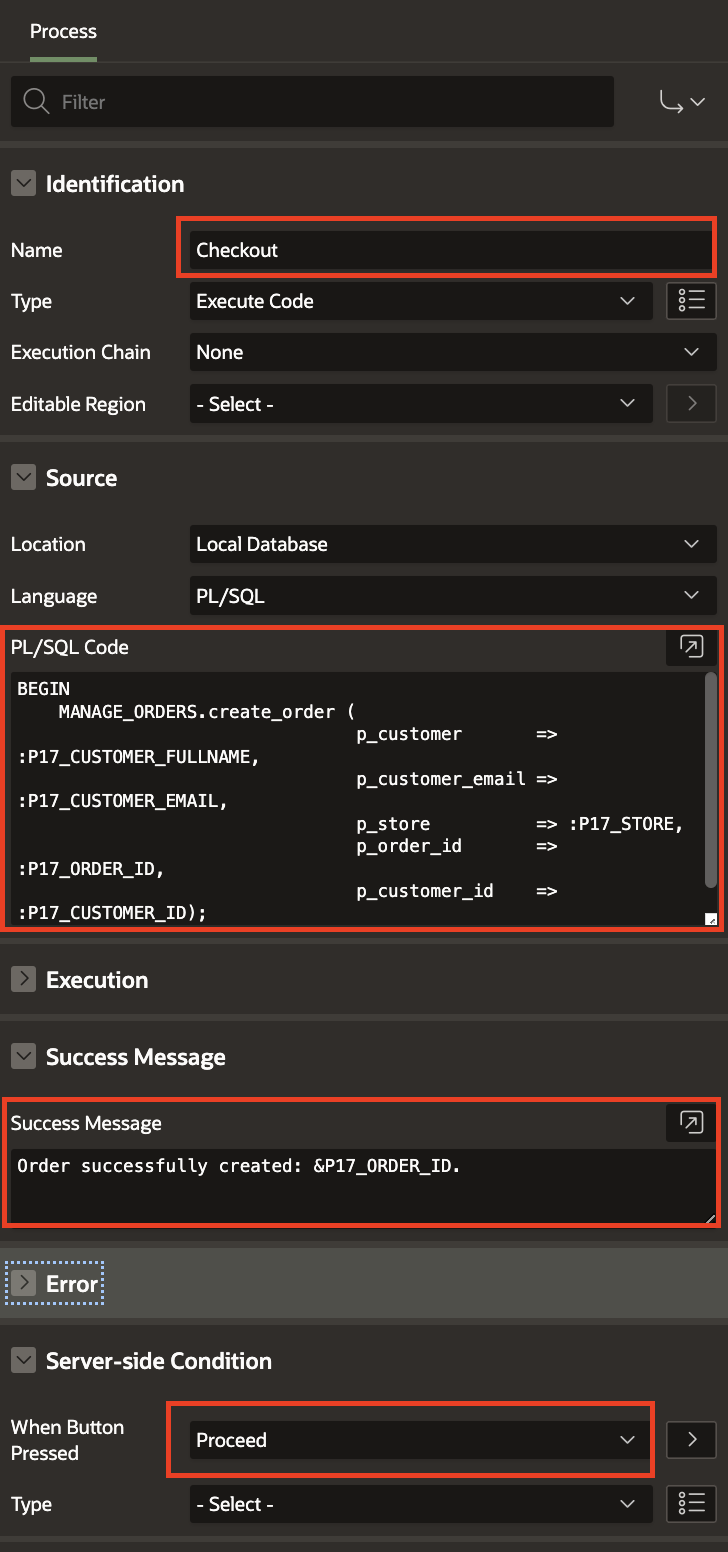 Process
Filter
Identification
Name Checkout
Type Execute Code
Execution Chain None
Editable Region - Select -
Source
Location Local Database
Language PL/SQL
PL/SQL Code
BEGIN
MANAGE_ORDERS.create_order (
p_customer =>
:P17_CUSTOMER_FULLNAME,
p_customer_email =>
:P17_CUSTOMER_EMAIL,
p_store => :P17_STORE,
p_order_id =>
:P17_ORDER_ID,
p_customer_id =>
:P17_CUSTOMER_ID);
Execution
Success Message
Success Message
Order successfully created: &P17_ORDER_ID.
Error
Server-side Condition
When Button
Pressed Proceed
Type - Select -